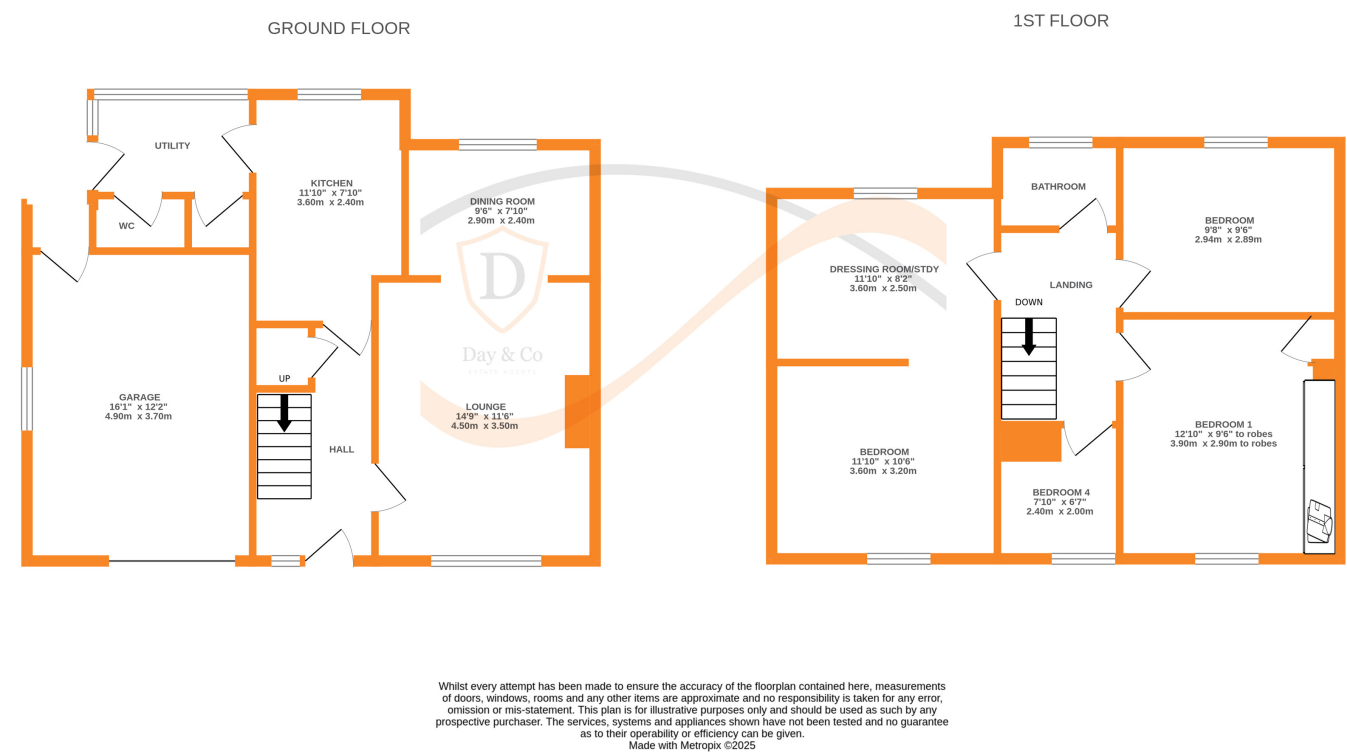 GROUND FLOOR
1ST FLOOR
UTILITY
WC
KITCHEN
11'10" x 7'10"
3.60m x 2.40m
DINING ROOM
9'6" x 7'10"
2.90m x 2.40m
D
Day & Co
ESTATE AGENTS
GARAGE
16'1" x 12'2"
4.90m x 3.70m
UP
HALL
LOUNGE
14'9" x 11'6"
4.50m x 3.50m
BATHROOM
BEDROOM
9'8" x 9'6"
2.94m x 2.89m
DRESSING ROOM/STDY
11'10" x 8'2"
3.60m x 2.50m
LANDING
DOWN
BEDROOM
11'10" x 10'6"
3.60m x 3.20m
BEDROOM 1
12'10" x 9'6" to robes
3.90m x 2.90m to robes
BEDROOM 4
7'10" x 6'7"
2.40m x 2.00m
Whilst every attempt has been made to ensure the accuracy of the floorplan contained here, measurements
of doors, windows, rooms and any other items are approximate and no responsibility is taken for any error,
omission or mis-statement. This plan is for illustrative purposes only and should be used as such by any
prospective purchaser. The services, systems and appliances shown have not been tested and no guarantee
as to their operability or efficiency can be given.
Made with Metropix ©2025